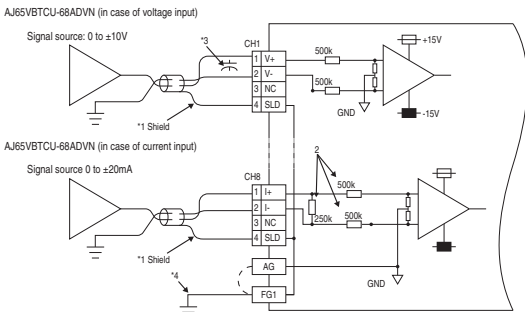 AJ65VBTCU-68ADVN (in case of voltage input)
Signal source: 0 to ±10V
*3
CH1
1 V+
2 V-
3 NC
4 SLD
500k
500k
GND
+15V
-15V
*1 Shield
AJ65VBTCU-68ADVN (in case of current input)
Signal source 0 to ±20mA
2
CH8
1 I+
2 I-
3 NC
4 SLD
500k
250k
500k
*1 Shield
*4
AG
GND
FG1